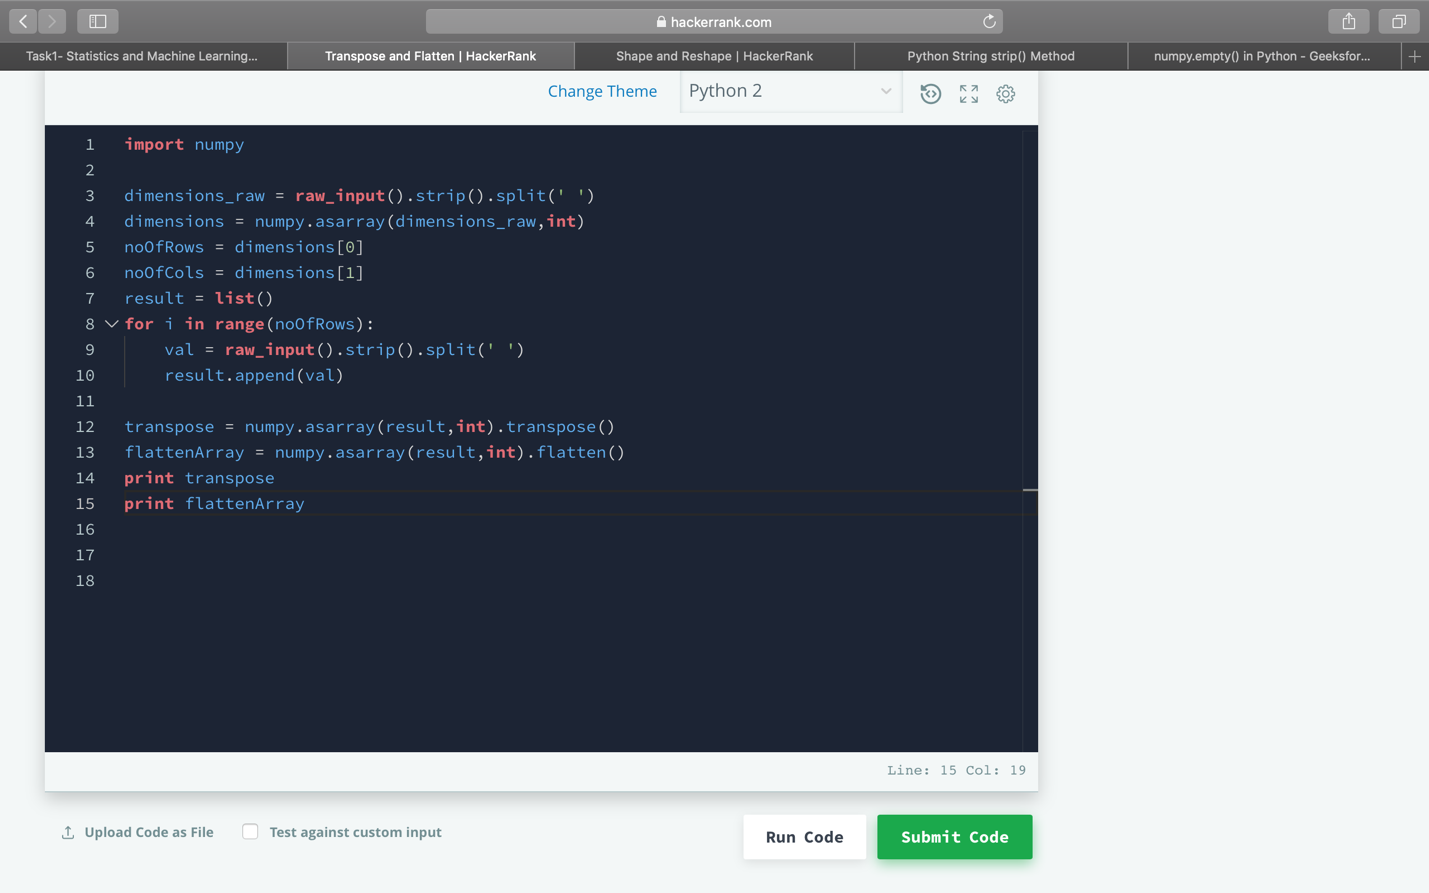 hackerrank.com
Task1- Statistics and Machine Learning...
Transpose and Flatten | HackerRank
Shape and Reshape | HackerRank
Python String strip() Method
numpy.empty() in Python - Geeksfor...
Change Theme
Python 2
1 import numpy
2
3 dimensions_raw = raw_input().strip().split(' ')
4 dimensions = numpy.asarray(dimensions_raw,int)
5 noOfRows = dimensions[0]
6 noOfCols = dimensions[1]
7 result = list()
8 for i in range(noOfRows):
9     val = raw_input().strip().split(' ')
10     result.append(val)
11
12 transpose = numpy.asarray(result,int).transpose()
13 flattenArray = numpy.asarray(result,int).flatten()
14 print transpose
15 print flattenArray
16
17
18
Line: 15 Col: 19
Upload Code as File
Test against custom input
Run Code
Submit Code